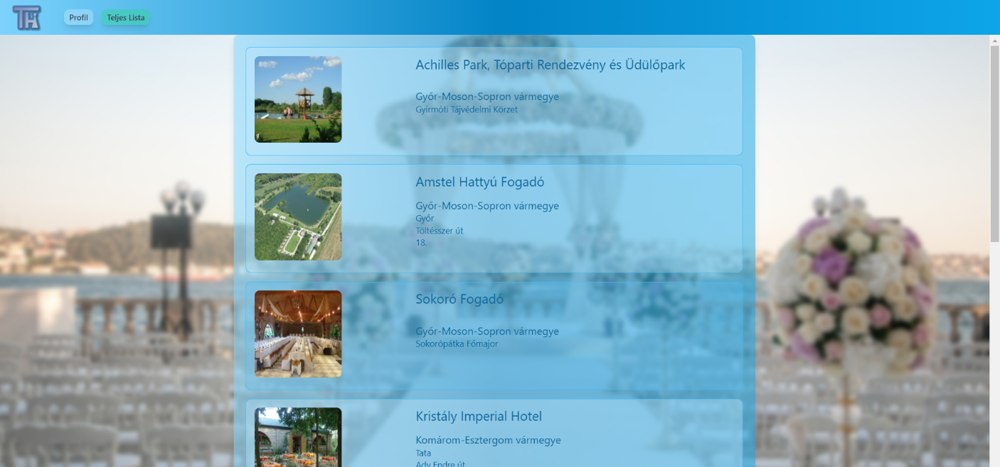 TH
Profil
Teljes Lista
Achilles Park, Tóparti Rendezvény és Üdülőpark
Győr-Moson-Sopron vármegye
Gyirmóti Tájvédelmi Körzet
Amstel Hattyú Fogadó
Győr-Moson-Sopron vármegye
Győr
Töltésszer út
18.
Sokoró Fogadó
Győr-Moson-Sopron vármegye
Sokorópátka Főmajor
Kristály Imperial Hotel
Komárom-Esztergom vármegye
Tata
Ady Endre út